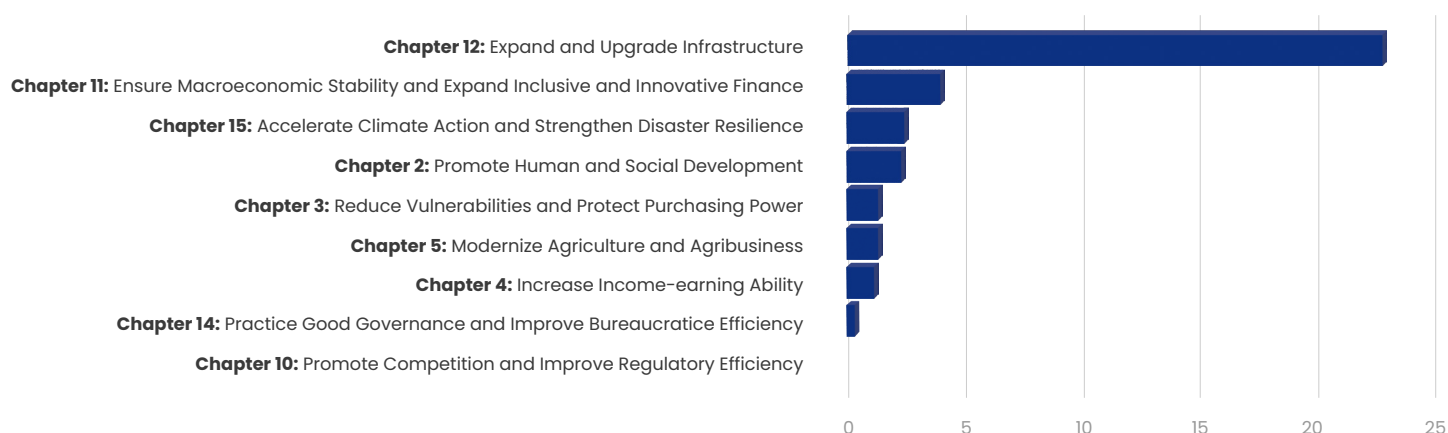 Chapter 12: Expand and Upgrade Infrastructure
Chapter 11: Ensure Macroeconomic Stability and Expand Inclusive and Innovative Finance
Chapter 15: Accelerate Climate Action and Strengthen Disaster Resilience
Chapter 2: Promote Human and Social Development
Chapter 3: Reduce Vulnerabilities and Protect Purchasing Power
Chapter 5: Modernize Agriculture and Agribusiness
Chapter 4: Increase Income-earning Ability
Chapter 14: Practice Good Governance and Improve Bureaucratice Efficiency
Chapter 10: Promote Competition and Improve Regulatory Efficiency
0 5 10 15 20 25